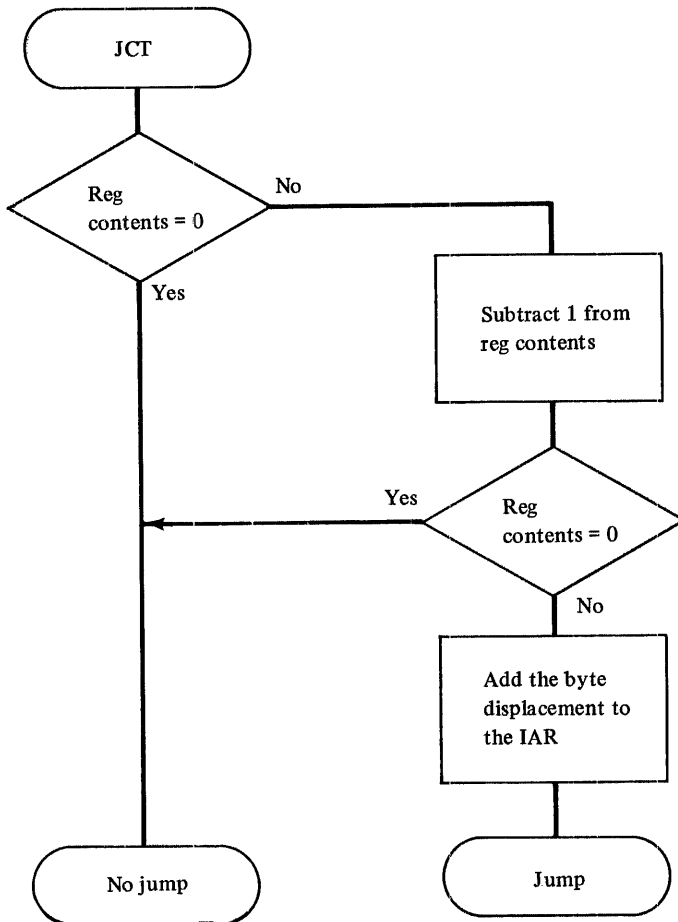 JCT
Reg
contents = 0
No
Yes
Subtract 1 from
reg contents
Yes
Reg
contents = 0
No
Add the byte
displacement to
the IAR
No jump
Jump